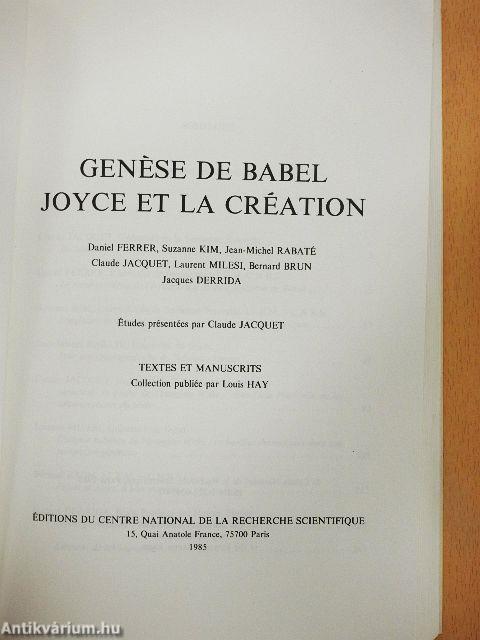 GENÈSE DE BABEL
JOYCE ET LA CRÉATION
Daniel FERRER, Suzanne KIM, Jean-Michel RABATÉ
Claude JACQUET, Laurent MILESI, Bernard BRUN
Jacques DERRIDA
Études présentées par Claude JACQUET
TEXTES ET MANUSCRITS
Collection publiée par Louis HAY
ÉDITIONS DU CENTRE NATIONAL DE LA RECHERCHE SCIENTIFIQUE
15, Quai Anatole France, 75700 Paris
1985
Antikvárium.hu